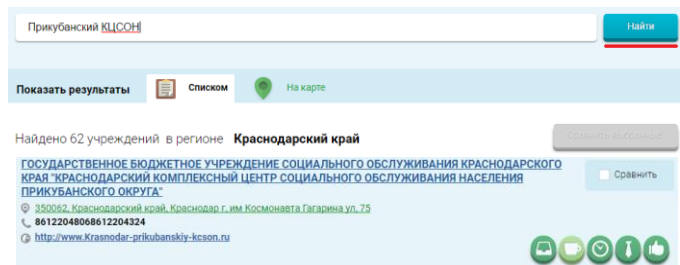 Прикубанский КЦСОН
Найти
Показать результаты Списком На карте
Найдено 62 учреждений в регионе Краснодарский край
Сравнить выбранные
ГОСУДАРСТВЕННОЕ БЮДЖЕТНОЕ УЧРЕЖДЕНИЕ СОЦИАЛЬНОГО ОБСЛУЖИВАНИЯ КРАСНОДАРСКОГО
КРАЯ "КРАСНОДАРСКИЙ КОМПЛЕКСНЫЙ ЦЕНТР СОЦИАЛЬНОГО ОБСЛУЖИВАНИЯ НАСЕЛЕНИЯ
ПРИКУБАНСКОГО ОКРУГА"
Сравнить
350062, Краснодарский край, Краснодар г, им Космонавта Гагарина ул, 75
86122048068612204324
http://www.Krasnodar-prikubanskiy-kcson.ru